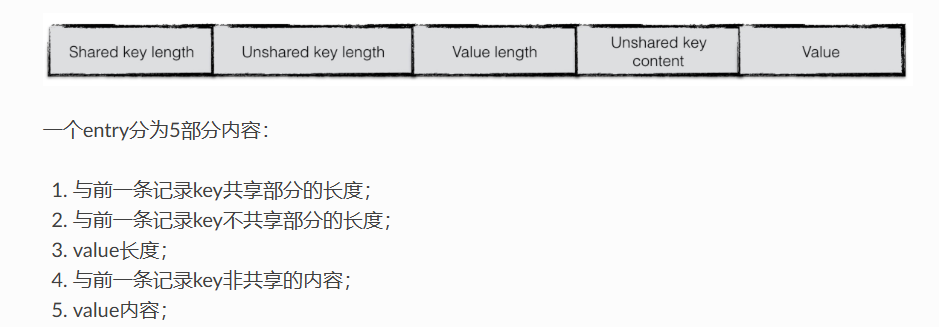 Shared key length Unshared key length Value length Unshared key content Value
一个entry分为5部分内容：
1. 与前一条记录key共享部分的长度；
2. 与前一条记录key不共享部分的长度；
3. value长度；
4. 与前一条记录key非共享的内容；
5. value内容；